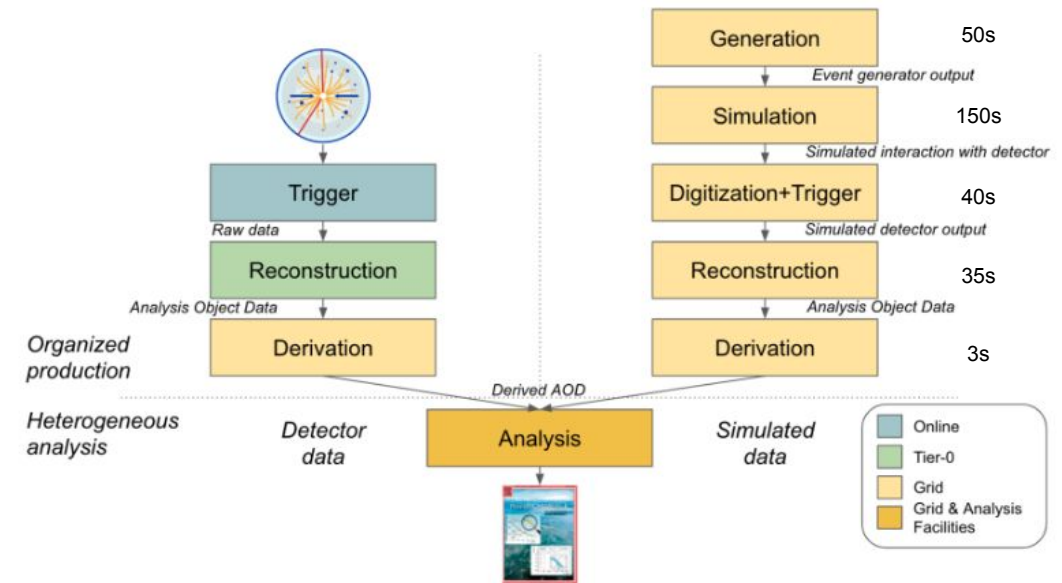 Generation
50s
Event generator output
Simulation
150s
Simulated interaction with detector
Trigger
Digitization+Trigger
40s
Raw data
Simulated detector output
Reconstruction
Reconstruction
35s
Analysis Object Data
Analysis Object Data
Organized
production
Derivation
Derivation
3s
Derived AOD
Heterogeneous
analysis
Detector
data
Analysis
Simulated
data
Online
Tier-0
Grid
Grid & Analysis
Facilities